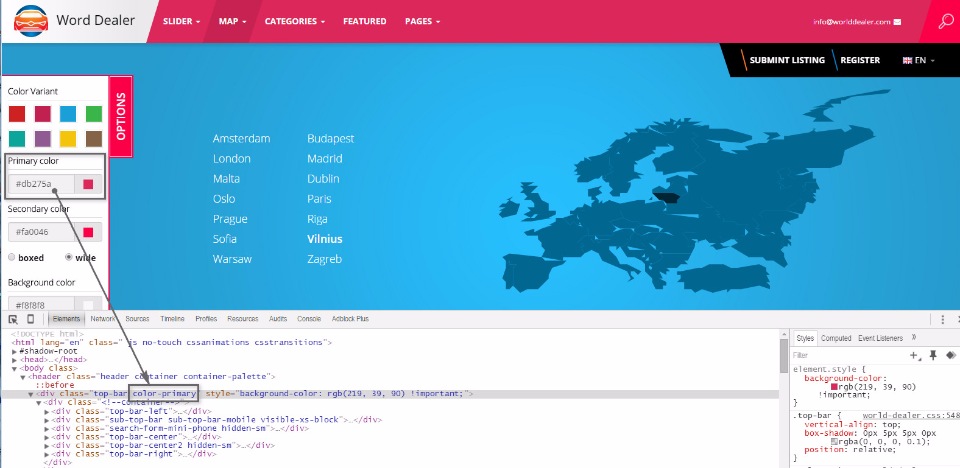 Word Dealer SLIDER MAP CATEGORIES FEATURED PAGES info@worlddealer.com
SUBMINT LISTING REGISTER EN
Color Variant
OPTIONS
Primary color
#db275a
Secondary color
#fa0046
boxed wide
Background color
#f8f8f8
Amsterdam Budapest
London Madrid
Malta Dublin
Oslo Paris
Prague Riga
Sofia Vilnius
Warsaw Zagreb
Elements Network Sources Timeline Profiles Resources Audits Console Adblock Plus
<!DOCTYPE html>
<html lang="en" class=" js no-touch cssanimations csstransitions">
#shadow-root
<head>…</head>
<body class>
<header class="header container container-palette">
::before
<div class="top-bar color-primary" style="background-color: rgb(219, 39, 90) !important;">
<div class="<!--container-->">
<div class="top-bar-left">…</div>
<div class="sub-top-bar sub-top-bar-mobile visible-xs-block">…</div>
<div class="search-form-mini-phone hidden-sm">…</div>
<div class="top-bar-center">…</div>
<div class="top-bar-center2 hidden-sm">…</div>
<div class="top-bar-right">…</div>
</div>
Styles Computed Event Listeners »
Filter
element.style {
background-color:
rgb(219, 39, 90)
!important;
}
.top-bar { world-dealer.css:548
vertical-align: top;
box-shadow: 0px 5px 5px 0px
rgba(0, 0, 0, 0.1);
position: relative;
}